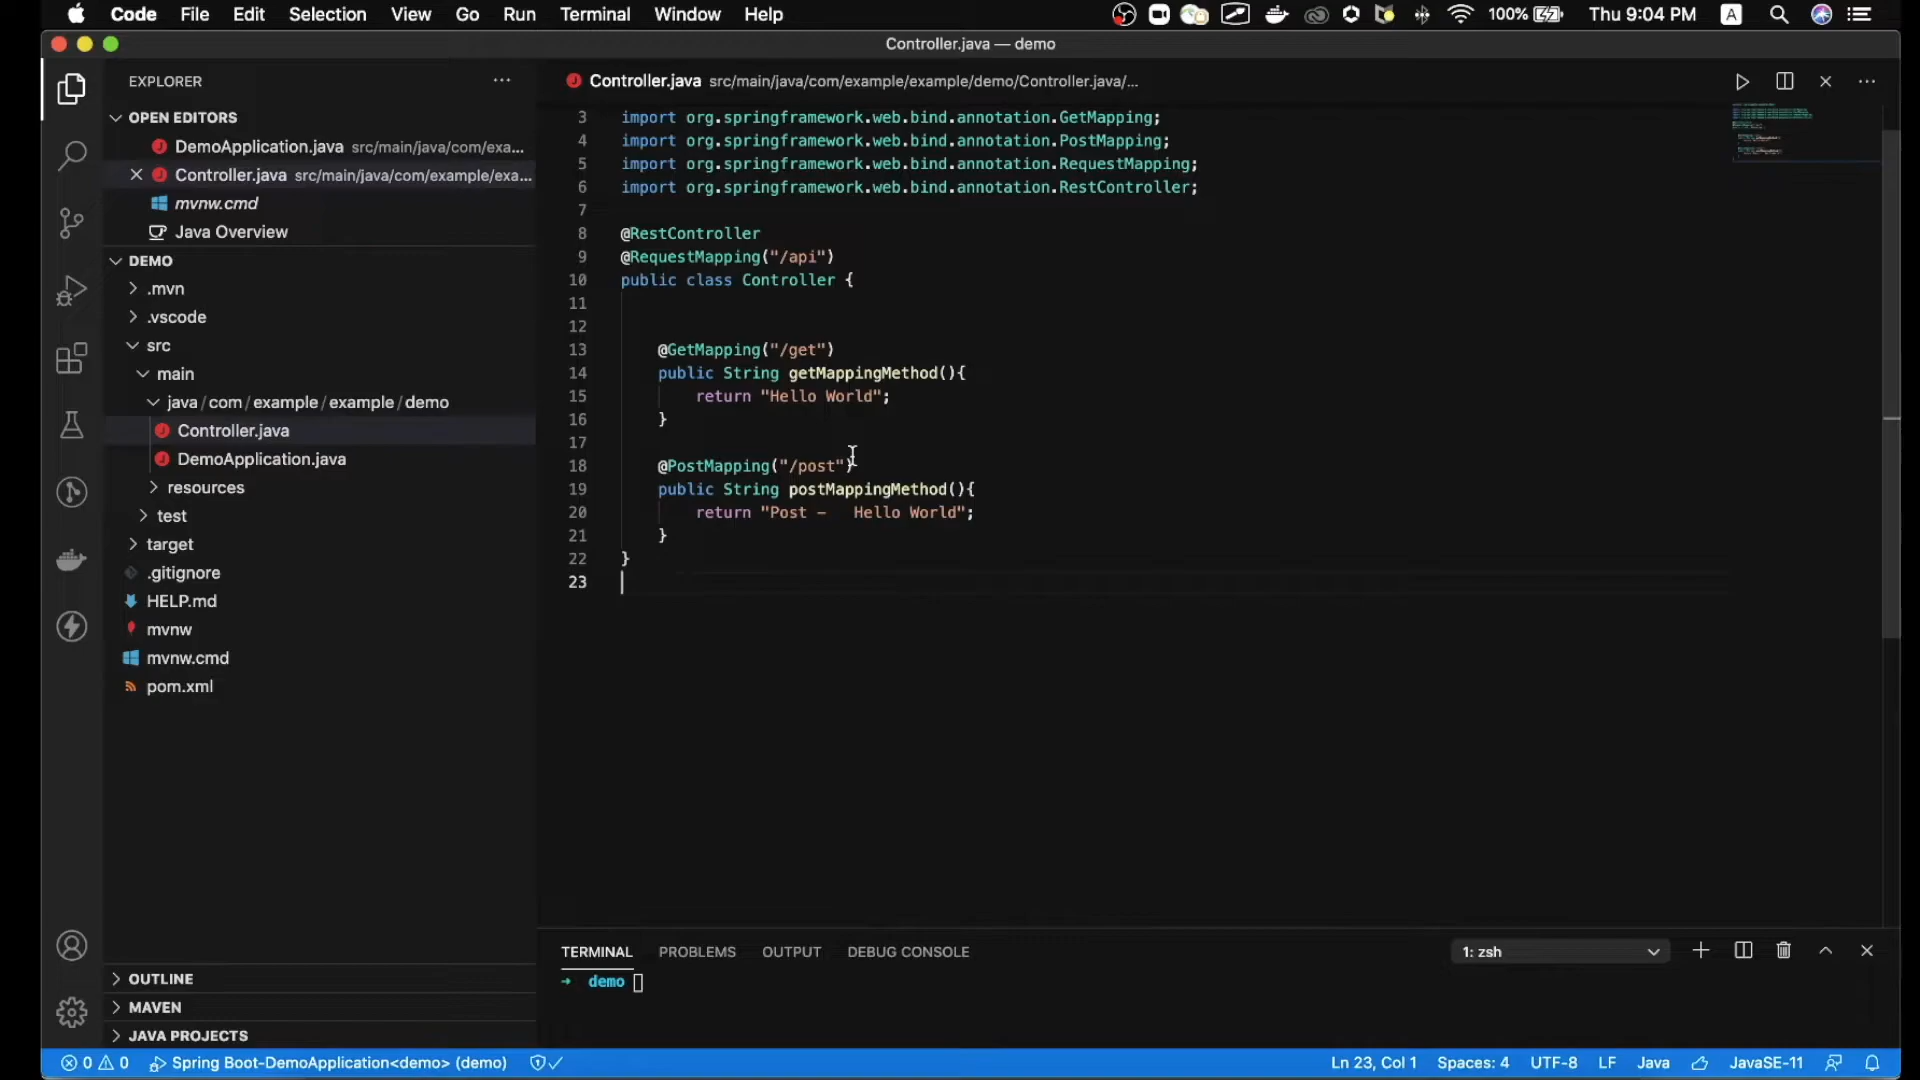 Code File Edit Selection View Go Run Terminal Window Help 100% Thu 9:04 PM A
Controller.java — demo
EXPLORER
OPEN EDITORS
DemoApplication.java src/main/java/com/exa...
Controller.java src/main/java/com/example/exa...
mvnw.cmd
Java Overview
DEMO
.mvn
.vscode
src
main
java/com/example/example/demo
Controller.java
DemoApplication.java
resources
test
target
.gitignore
HELP.md
mvnw
mvnw.cmd
pom.xml
OUTLINE
MAVEN
JAVA PROJECTS
Controller.java src/main/java/com/example/example/demo/Controller.java/...
3 import org.springframework.web.bind.annotation.GetMapping;
4 import org.springframework.web.bind.annotation.PostMapping;
5 import org.springframework.web.bind.annotation.RequestMapping;
6 import org.springframework.web.bind.annotation.RestController;
7
8 @RestController
9 @RequestMapping("/api")
10 public class Controller {
11
12
13 @GetMapping("/get")
14 public String getMappingMethod(){
15 return "Hello World";
16 }
17
18 @PostMapping("/post")
19 public String postMappingMethod(){
20 return "Post -   Hello World";
21 }
22 }
23
TERMINAL PROBLEMS OUTPUT DEBUG CONSOLE 1: zsh
→ demo
0 0 Spring Boot-DemoApplication<demo> (demo) Ln 23, Col 1 Spaces: 4 UTF-8 LF Java JavaSE-11